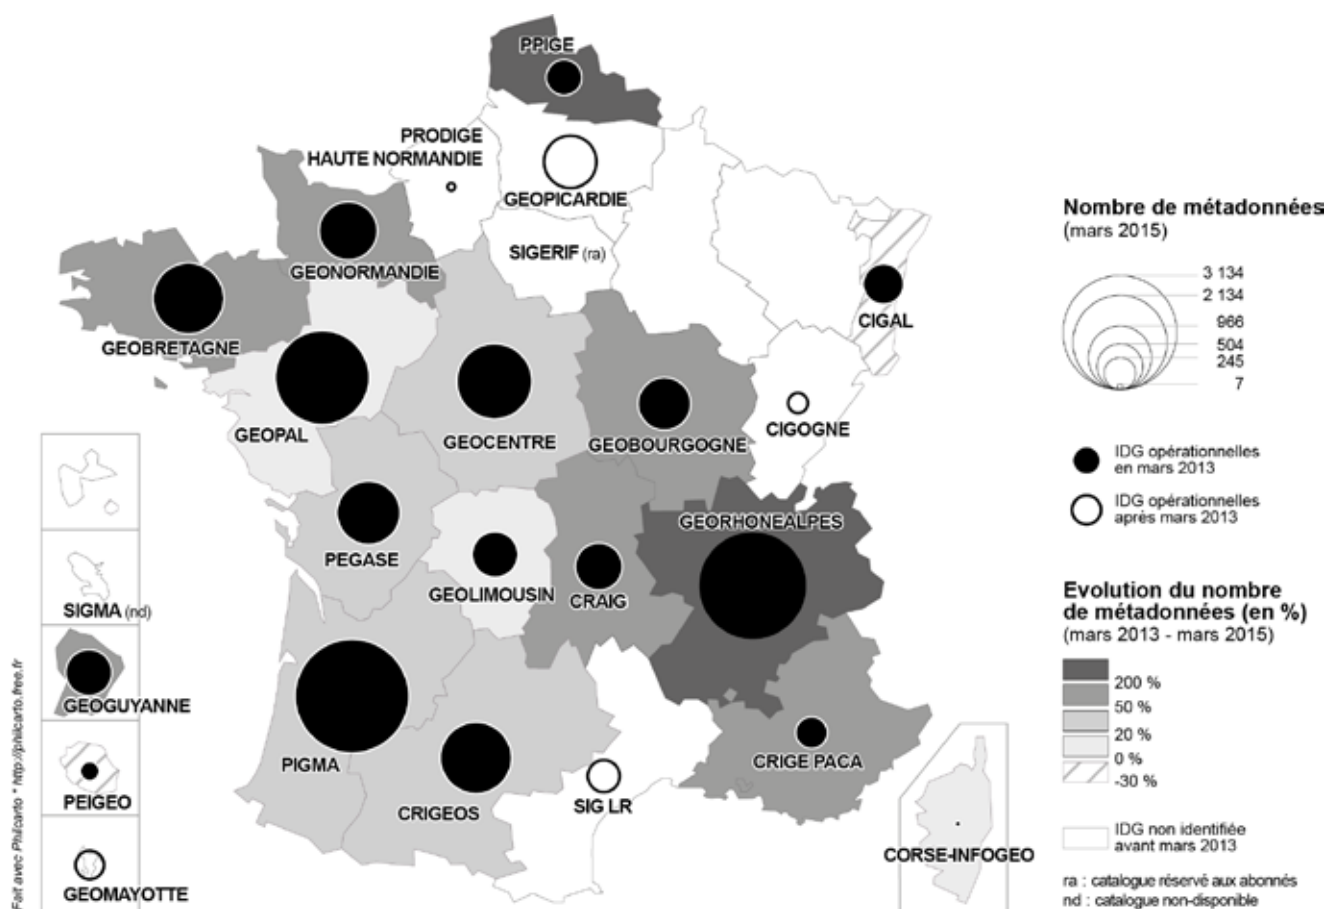 PPIGE
PRODIGE
HAUTE NORMANDIE
GEOPICARDIE
SIGERIF (ra)
GEONORMANDIE
CIGAL
GEOBRETAGNE
GEOPAL
GEOCENTRE
GEOBOURGOGNE
CIGOGNE
PEGASE
GEOLIMOUSIN
CRAIG
GEORHONEALPES
PIGMA
CRIGEOS
SIG LR
CRIGE PACA
CORSE-INFOGEO
SIGMA (nd)
GEOGUYANNE
PEIGEO
GEOMAYOTTE
Fait avec Philcarto * http://philcarto.free.fr
Nombre de métadonnées
(mars 2015)
3 134
2 134
966
504
245
7
IDG opérationnelles
en mars 2013
IDG opérationnelles
après mars 2013
Evolution du nombre
de métadonnées (en %)
(mars 2013 - mars 2015)
200 %
50 %
20 %
0 %
-30 %
IDG non identifiée
avant mars 2013
ra : catalogue réservé aux abonnés
nd : catalogue non-disponible